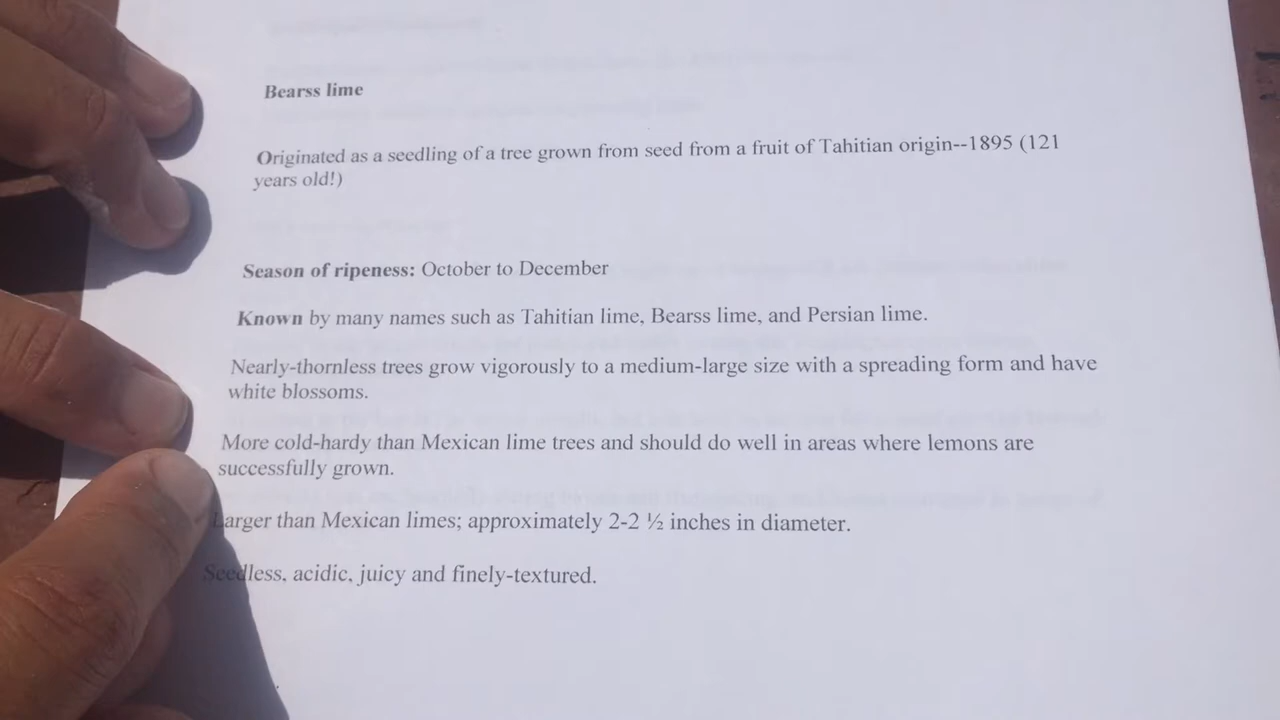 Bearss lime
Originated as a seedling of a tree grown from seed from a fruit of Tahitian origin--1895 (121
years old!)
Season of ripeness: October to December
Known by many names such as Tahitian lime, Bearss lime, and Persian lime.
Nearly-thornless trees grow vigorously to a medium-large size with a spreading form and have
white blossoms.
More cold-hardy than Mexican lime trees and should do well in areas where lemons are
successfully grown.
Larger than Mexican limes; approximately 2-2 ½ inches in diameter.
Seedless, acidic, juicy and finely-textured.